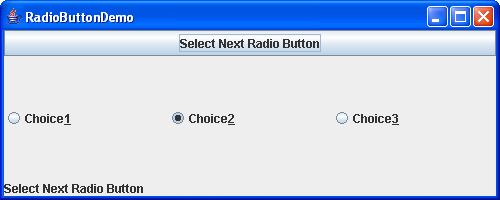 RadioButtonDemo
Select Next Radio Button
Choice1 Choice2 Choice3
Select Next Radio Button